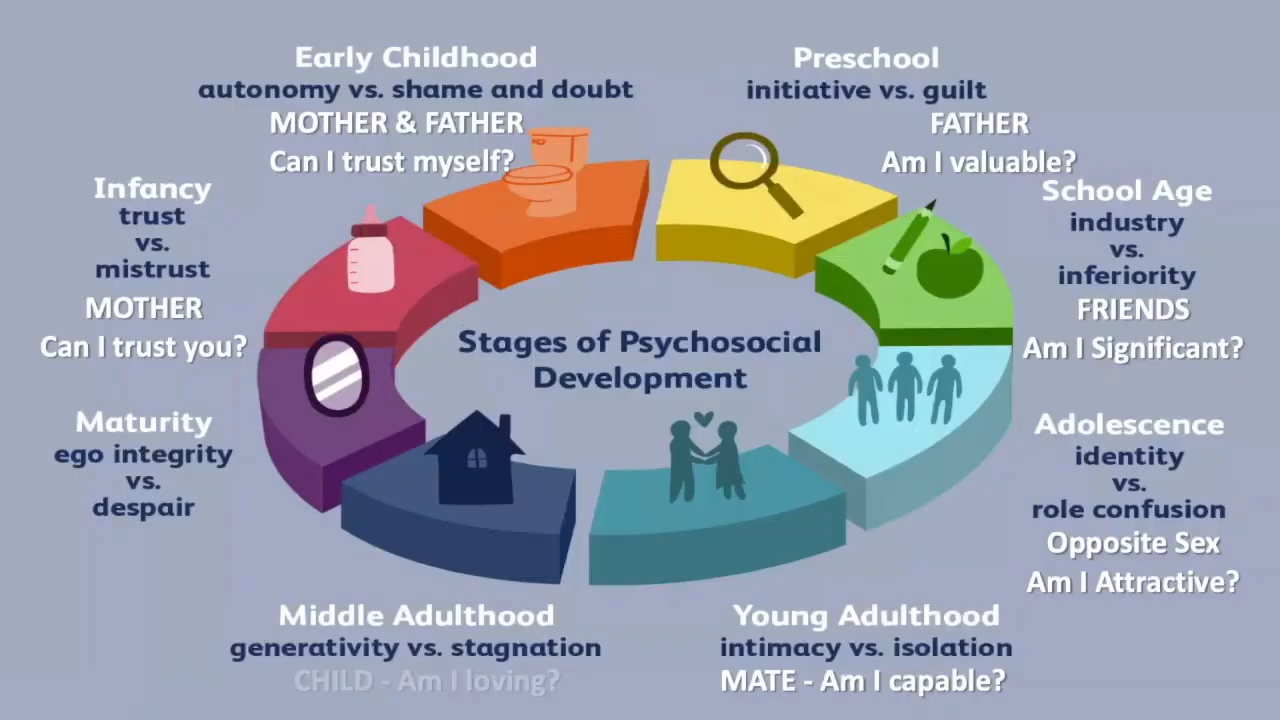 Early Childhood
autonomy vs. shame and doubt
MOTHER & FATHER
Can I trust myself?
Preschool
initiative vs. guilt
FATHER
Am I valuable?
Infancy
trust
vs.
mistrust
MOTHER
Can I trust you?
School Age
industry
vs.
inferiority
FRIENDS
Am I Significant?
Stages of Psychosocial
Development
Maturity
ego integrity
vs.
despair
Adolescence
identity
vs.
role confusion
Opposite Sex
Am I Attractive?
Middle Adulthood
generativity vs. stagnation
CHILD - Am I loving?
Young Adulthood
intimacy vs. isolation
MATE - Am I capable?